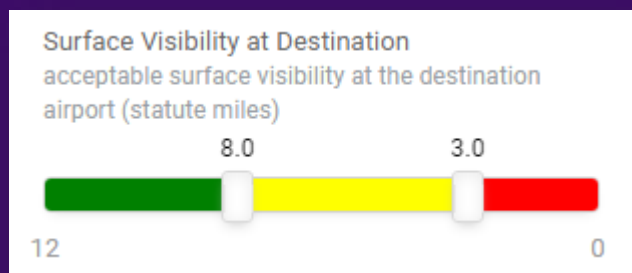 Surface Visibility at Destination
acceptable surface visibility at the destination
airport (statute miles)
8.0 3.0
12 0